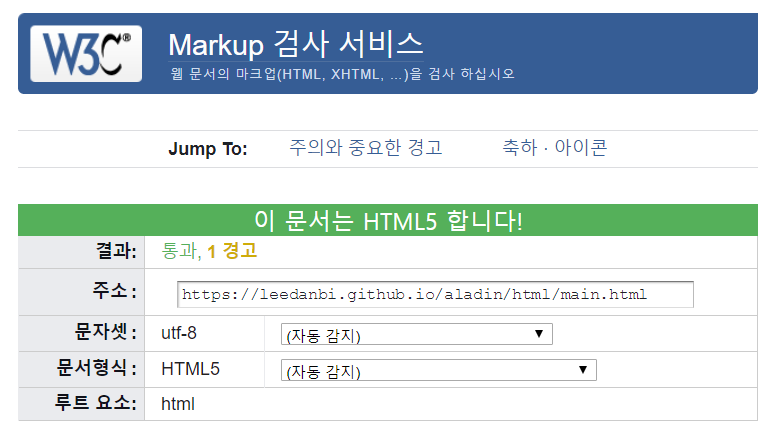 W3C® Markup 검사 서비스
웹 문서의 마크업(HTML, XHTML, ...)을 검사 하십시오
Jump To: 주의와 중요한 경고 축하 · 아이콘
이 문서는 HTML5 합니다!
결과: 통과, 1 경고
주소 : https://leedanbi.github.io/aladin/html/main.html
문자셋 : utf-8 (자동 감지)
문서형식 : HTML5 (자동 감지)
루트 요소: html